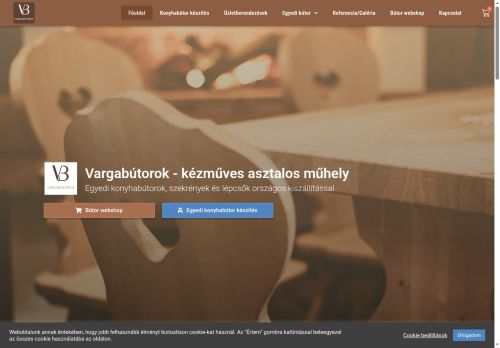 VB
VARGABÚTOROK
Főoldal
Konyhabútor készítés
Üzletberendezések
Egyedi bútor
Referencia/Galéria
Bútor webshop
Kapcsolat
VB
VARGABÚTOROK
Vargabútorok - kézműves asztalos műhely
Egyedi konyhabútorok, szekrények és lépcsők országos kiszállítással
Bútor webshop
Egyedi konyhabútor készítés
Weboldalunk annak érdekében, hogy jobb felhasználói élményt biztosítson cookie-kat használ. Az "Értem" gombra kattintással beleegyezel
az összes cookie használatába az oldalon.
Cookie beállítások
Elfogadom